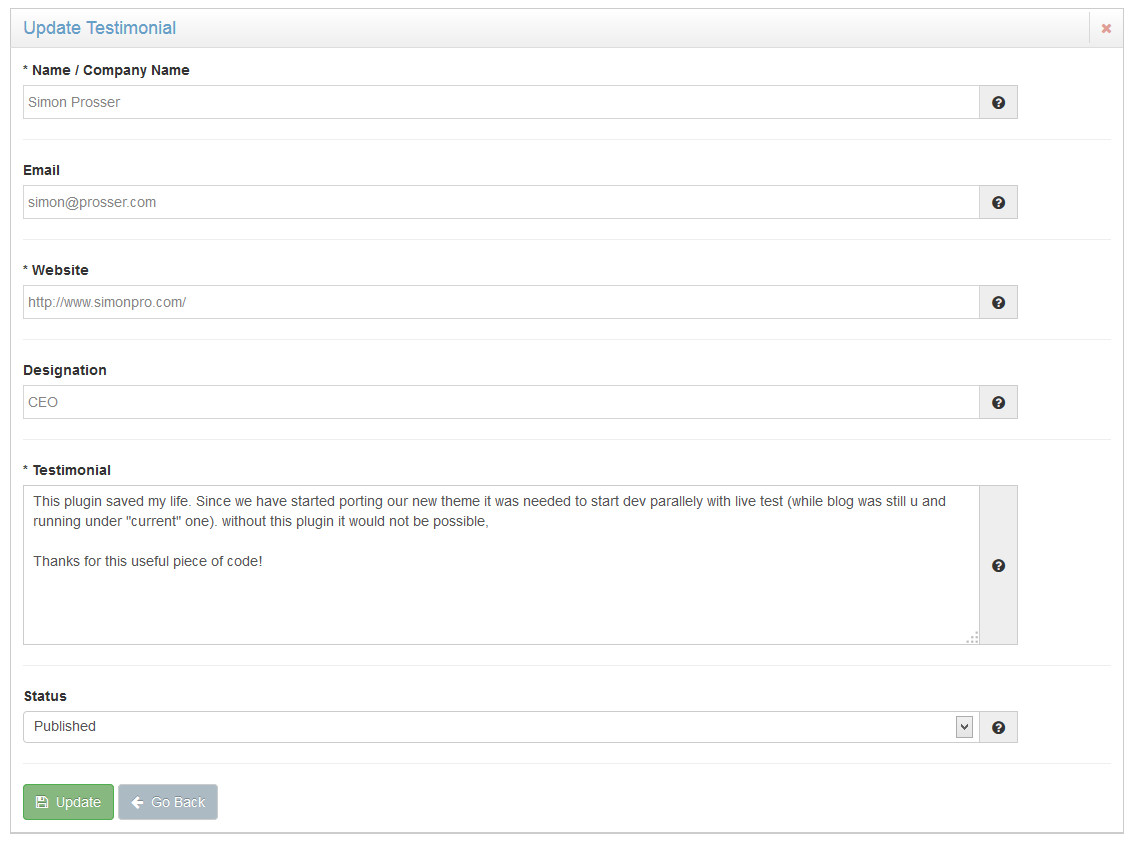 Update Testimonial
* Name / Company Name
Simon Prosser
Email
simon@prosser.com
* Website
http://www.simonpro.com/
Designation
CEO
* Testimonial
This plugin saved my life. Since we have started porting our new theme it was needed to start dev parallely with live test (while blog was still u and
running under "current" one). without this plugin it would not be possible,
Thanks for this useful piece of code!
Status
Published
Update
Go Back